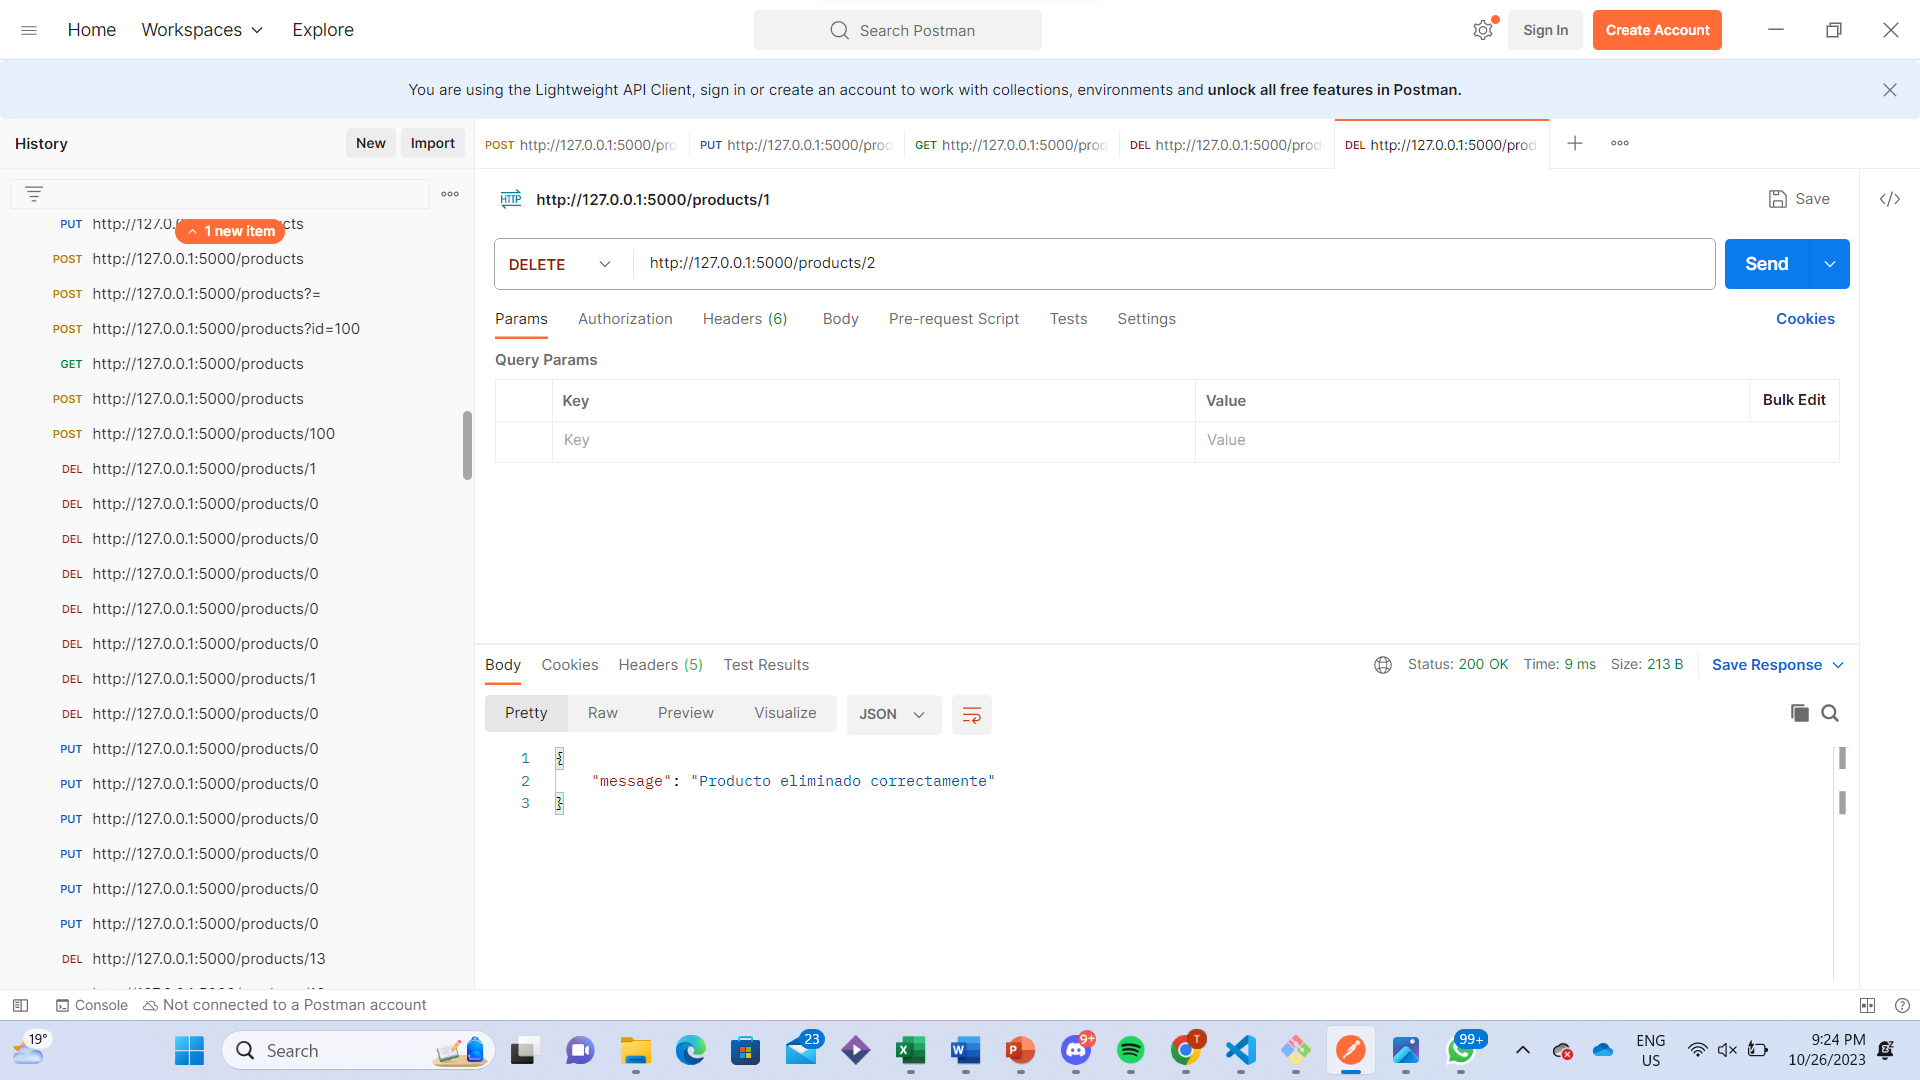 Home
Workspaces
Explore
Search Postman
Sign In
Create Account
You are using the Lightweight API Client, sign in or create an account to work with collections, environments and unlock all free features in Postman.
History
New
Import
POST http://127.0.0.1:5000/pro
PUT http://127.0.0.1:5000/prod
GET http://127.0.0.1:5000/prod
DEL http://127.0.0.1:5000/prod
DEL http://127.0.0.1:5000/prod
PUT http://127.0. cts
1 new item
POST http://127.0.0.1:5000/products
POST http://127.0.0.1:5000/products?=
POST http://127.0.0.1:5000/products?id=100
GET http://127.0.0.1:5000/products
POST http://127.0.0.1:5000/products
POST http://127.0.0.1:5000/products/100
DEL http://127.0.0.1:5000/products/1
DEL http://127.0.0.1:5000/products/0
DEL http://127.0.0.1:5000/products/0
DEL http://127.0.0.1:5000/products/0
DEL http://127.0.0.1:5000/products/0
DEL http://127.0.0.1:5000/products/0
DEL http://127.0.0.1:5000/products/1
DEL http://127.0.0.1:5000/products/0
PUT http://127.0.0.1:5000/products/0
PUT http://127.0.0.1:5000/products/0
PUT http://127.0.0.1:5000/products/0
PUT http://127.0.0.1:5000/products/0
PUT http://127.0.0.1:5000/products/0
PUT http://127.0.0.1:5000/products/0
DEL http://127.0.0.1:5000/products/13
HTTP http://127.0.0.1:5000/products/1
Save
DELETE http://127.0.0.1:5000/products/2
Send
Params
Authorization
Headers (6)
Body
Pre-request Script
Tests
Settings
Cookies
Query Params
Key
Value
Bulk Edit
Key
Value
Body
Cookies
Headers (5)
Test Results
Status: 200 OK
Time: 9 ms
Size: 213 B
Save Response
Pretty
Raw
Preview
Visualize
JSON
1 {
2 "message": "Producto eliminado correctamente"
3 }
Console
Not connected to a Postman account
19°
Search
23
9+
T
99+
ENG
US
9:24 PM
10/26/2023